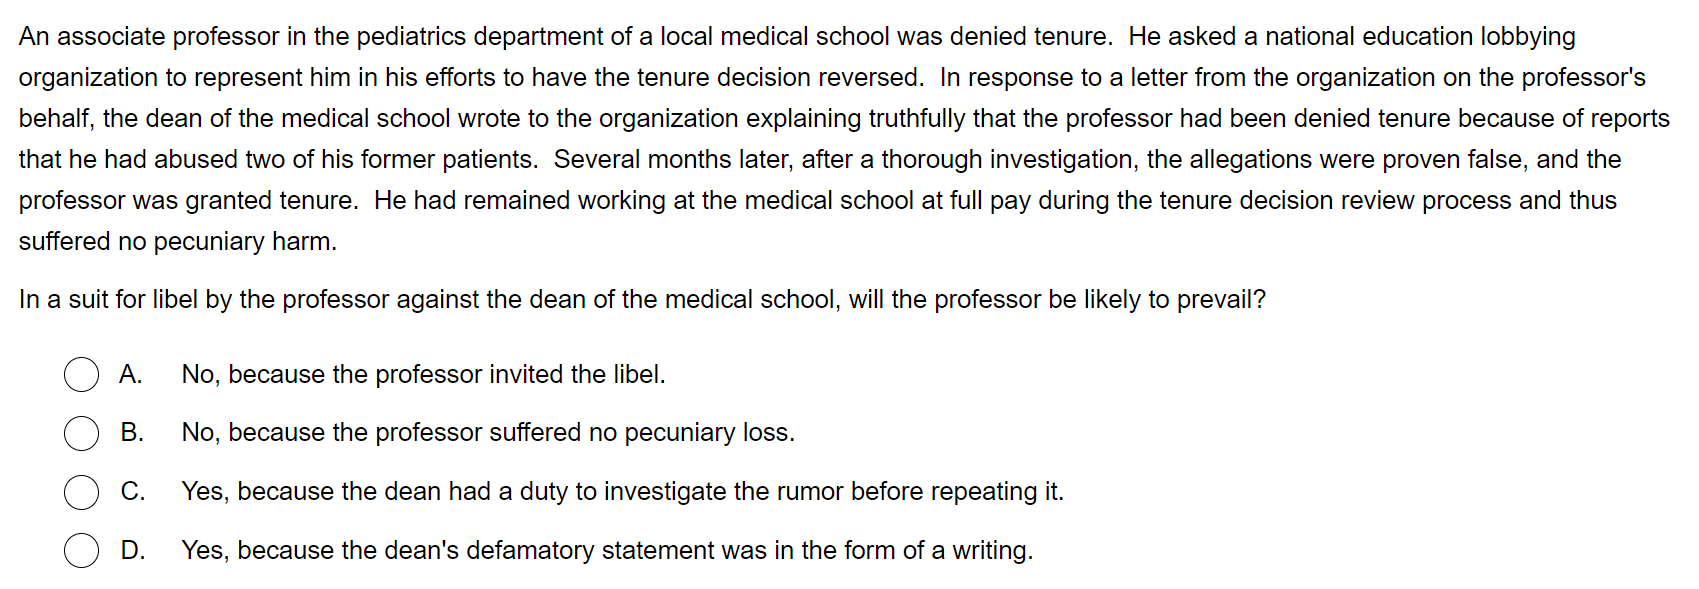 An associate professor in the pediatrics department of a local medical school was denied tenure.  He asked a national education lobbying
organization to represent him in his efforts to have the tenure decision reversed.  In response to a letter from the organization on the professor's
behalf, the dean of the medical school wrote to the organization explaining truthfully that the professor had been denied tenure because of reports
that he had abused two of his former patients.  Several months later, after a thorough investigation, the allegations were proven false, and the
professor was granted tenure.  He had remained working at the medical school at full pay during the tenure decision review process and thus
suffered no pecuniary harm.
In a suit for libel by the professor against the dean of the medical school, will the professor be likely to prevail?
A. No, because the professor invited the libel.
B. No, because the professor suffered no pecuniary loss.
C. Yes, because the dean had a duty to investigate the rumor before repeating it.
D. Yes, because the dean's defamatory statement was in the form of a writing.